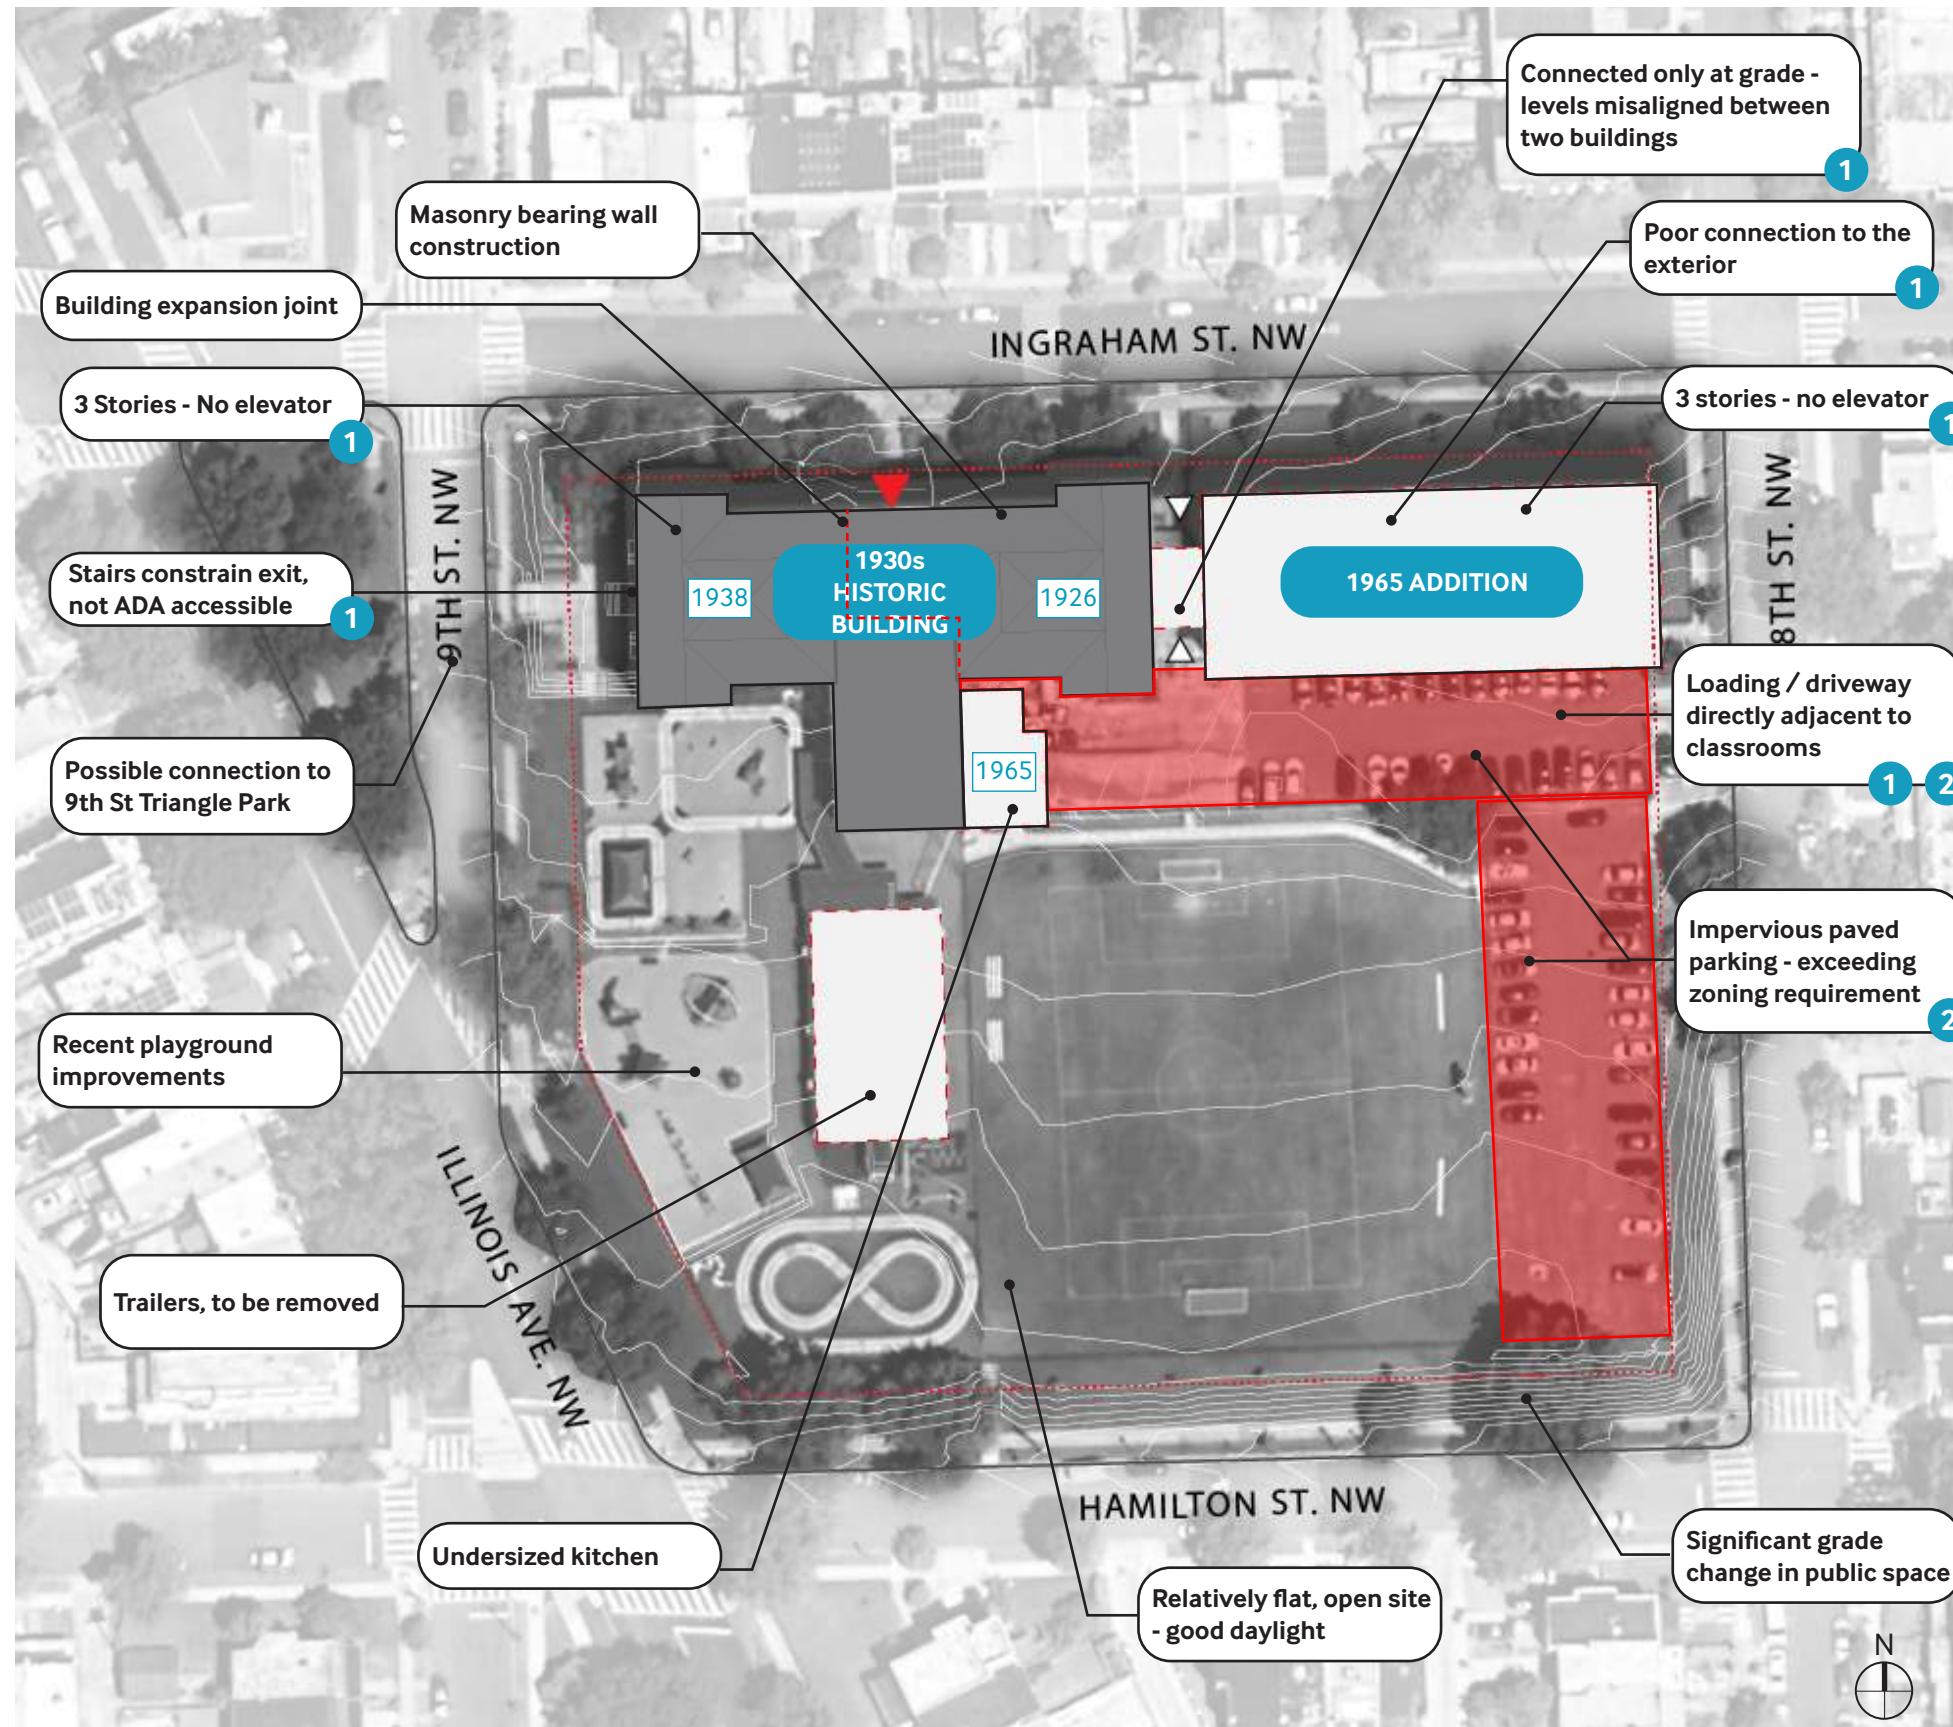 Connected only at grade -
levels misaligned between
two buildings
1
Masonry bearing wall
construction
Poor connection to the
exterior
1
Building expansion joint
INGRAHAM ST. NW
3 Stories - No elevator
1
3 stories - no elevator
1
9TH ST. NW
8TH ST. NW
Stairs constrain exit,
not ADA accessible
1
1938
1930s
HISTORIC
BUILDING
1926
1965 ADDITION
Loading / driveway
directly adjacent to
classrooms
1
2
Possible connection to
9th St Triangle Park
1965
Impervious paved
parking - exceeding
zoning requirement
2
Recent playground
improvements
ILLINOIS AVE. NW
Trailers, to be removed
HAMILTON ST. NW
Undersized kitchen
Significant grade
change in public space
Relatively flat, open site
- good daylight
N